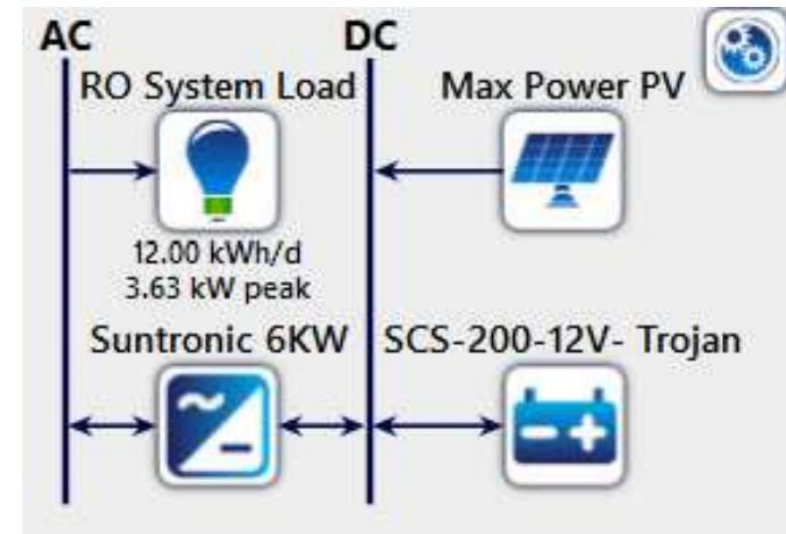 AC
DC
RO System Load
Max Power PV
12.00 kWh/d
3.63 kW peak
Suntronic 6KW
SCS-200-12V- Trojan